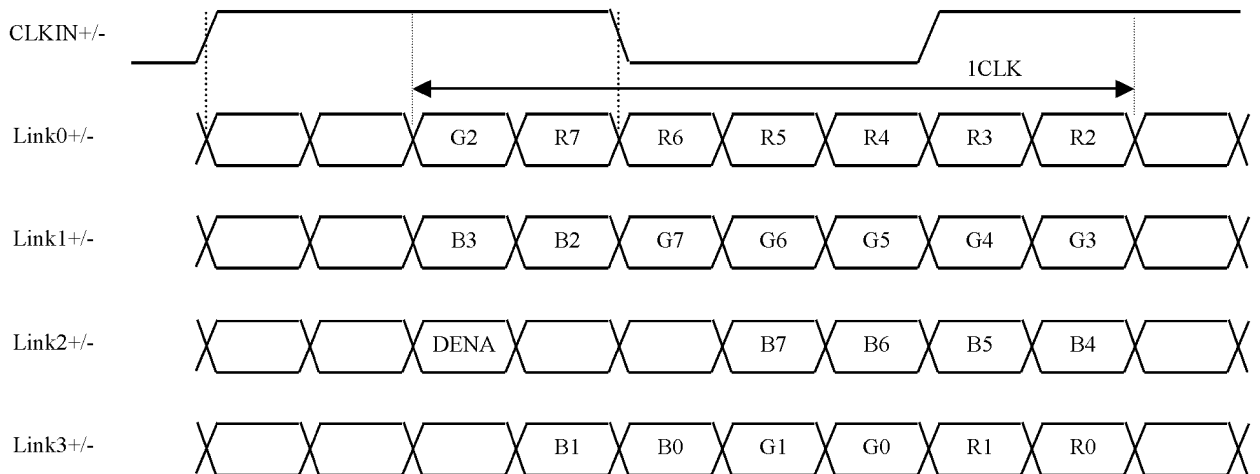 CLKIN+/-
1CLK
Link0+/- G2 R7 R6 R5 R4 R3 R2
Link1+/- B3 B2 G7 G6 G5 G4 G3
Link2+/- DENA B7 B6 B5 B4
Link3+/- B1 B0 G1 G0 R1 R0